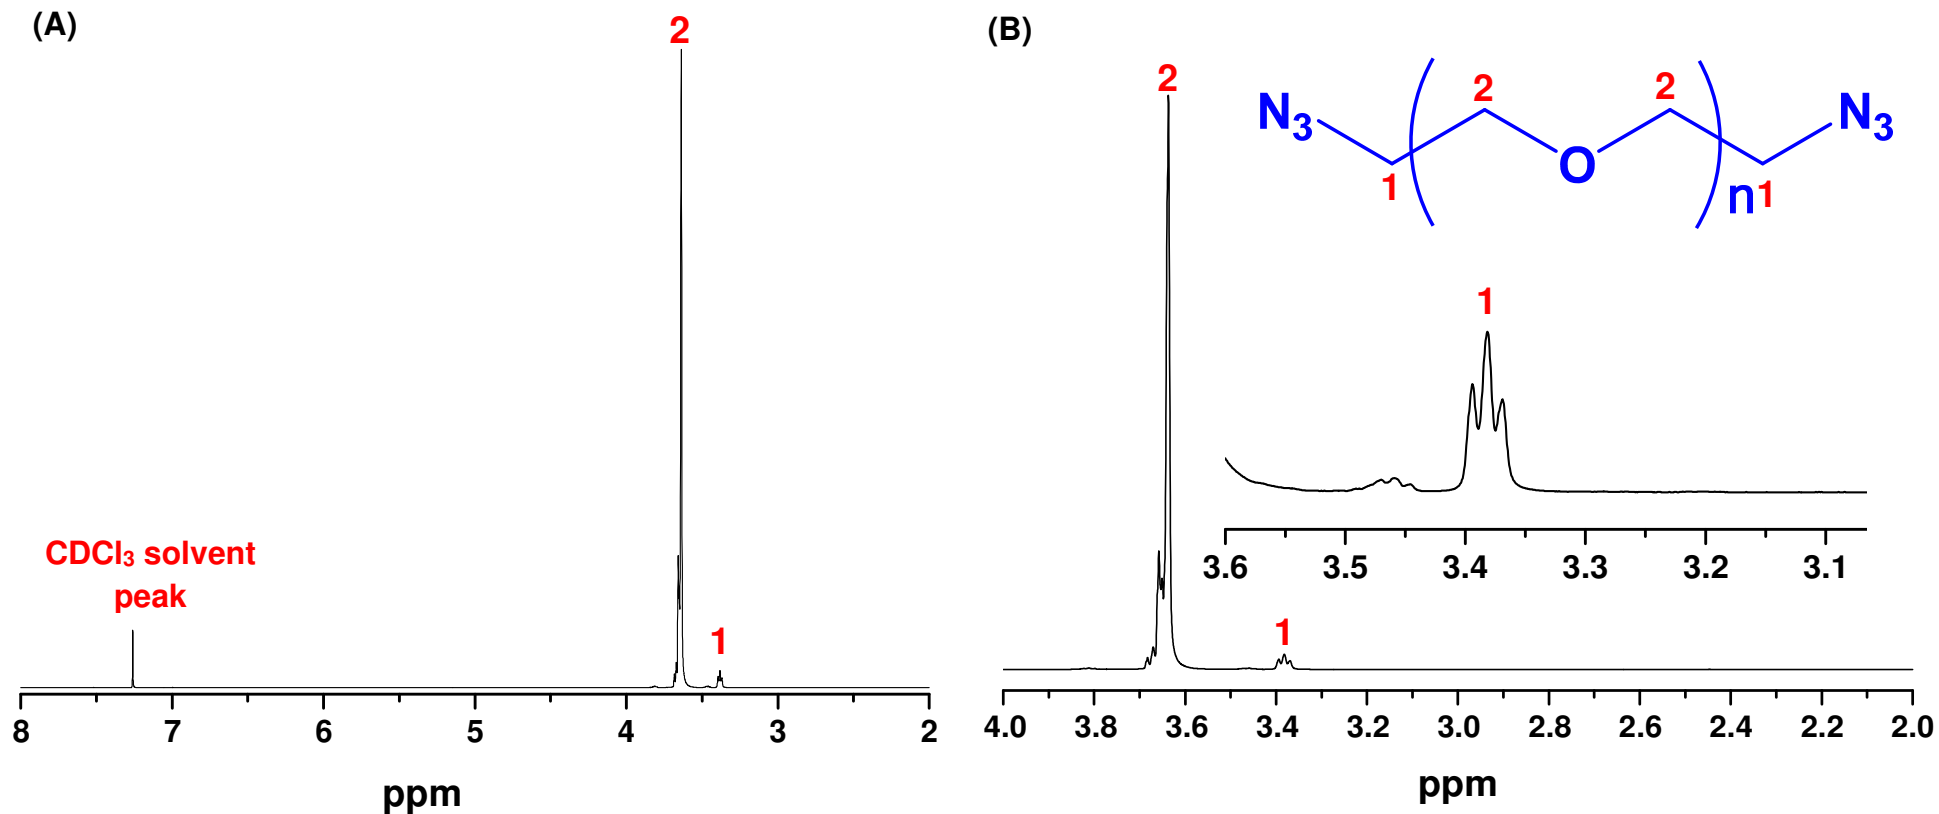 (A)
2
CDCl₃ solvent
peak
1
8 7 6 5 4 3 2
ppm
(B)
2
N₃ 2 O 2 N₃
1 n1
1
3.6 3.5 3.4 3.3 3.2 3.1
1
4.0 3.8 3.6 3.4 3.2 3.0 2.8 2.6 2.4 2.2 2.0
ppm